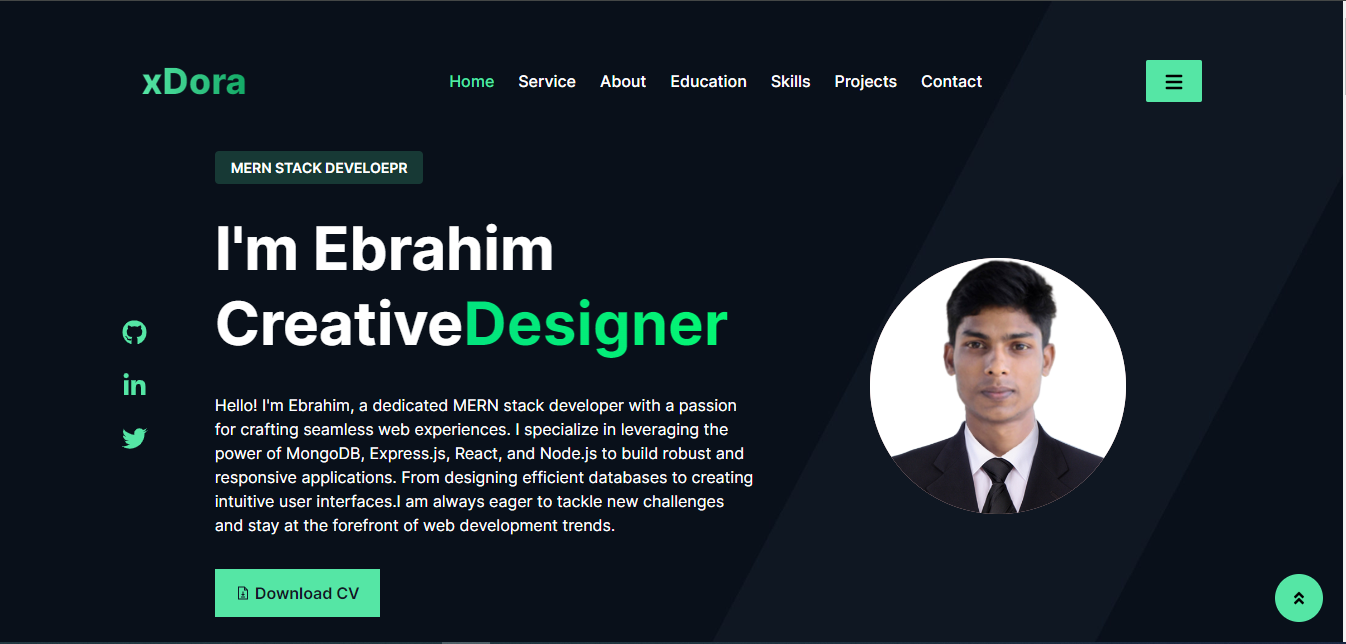 xDora
Home Service About Education Skills Projects Contact
MERN STACK DEVELOEPR
I'm Ebrahim
CreativeDesigner
in
Hello! I'm Ebrahim, a dedicated MERN stack developer with a passion
for crafting seamless web experiences. I specialize in leveraging the
power of MongoDB, Express.js, React, and Node.js to build robust and
responsive applications. From designing efficient databases to creating
intuitive user interfaces.I am always eager to tackle new challenges
and stay at the forefront of web development trends.
Download CV